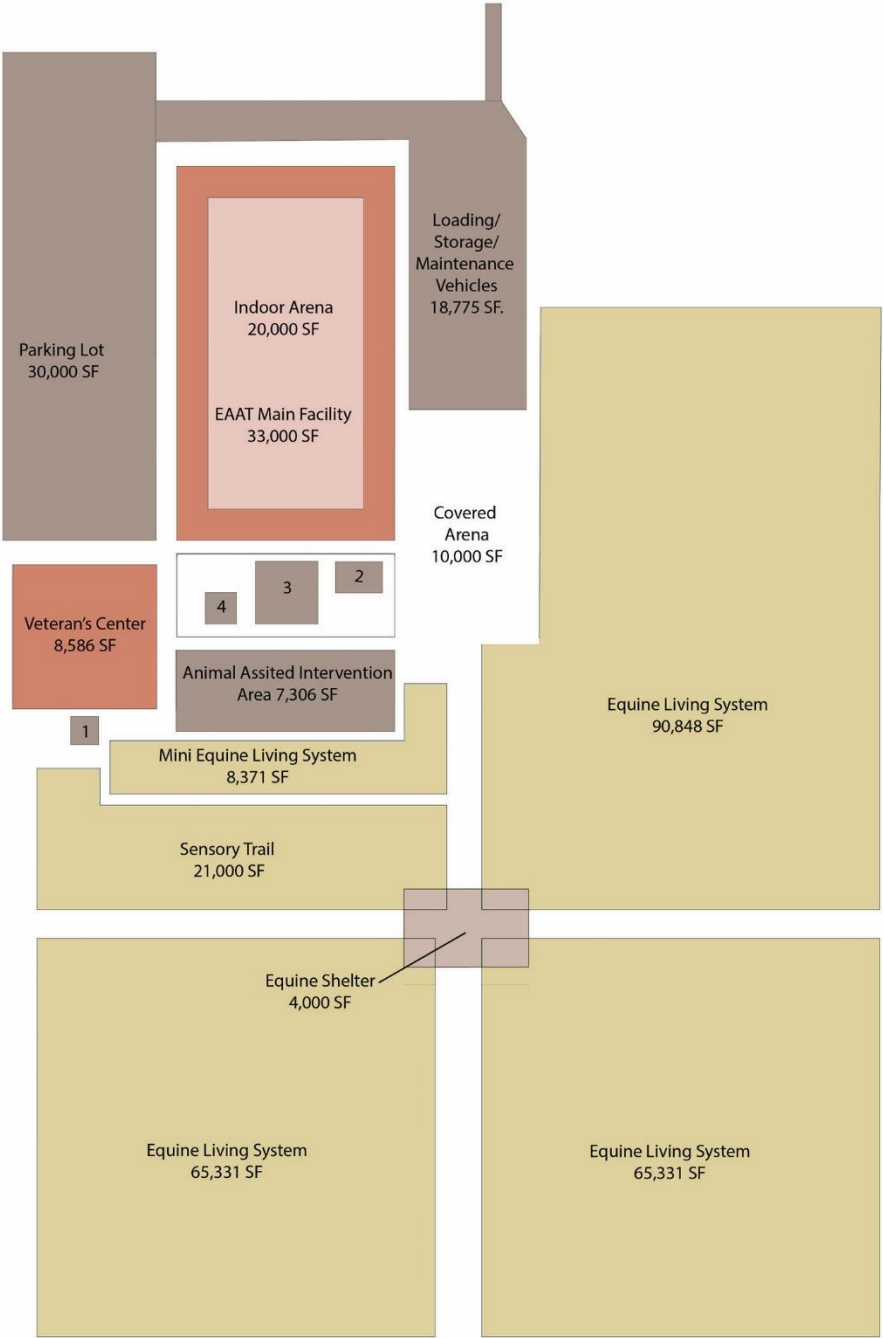 Loading/
Storage/
Maintenance
Vehicles
18,775 SF.
Indoor Arena
20,000 SF
Parking Lot
30,000 SF
EAAT Main Facility
33,000 SF
Covered
Arena
10,000 SF
2
3
4
Veteran's Center
8,586 SF
Animal Assited Intervention
Area 7,306 SF
Equine Living System
90,848 SF
1
Mini Equine Living System
8,371 SF
Sensory Trail
21,000 SF
Equine Shelter
4,000 SF
Equine Living System
65,331 SF
Equine Living System
65,331 SF